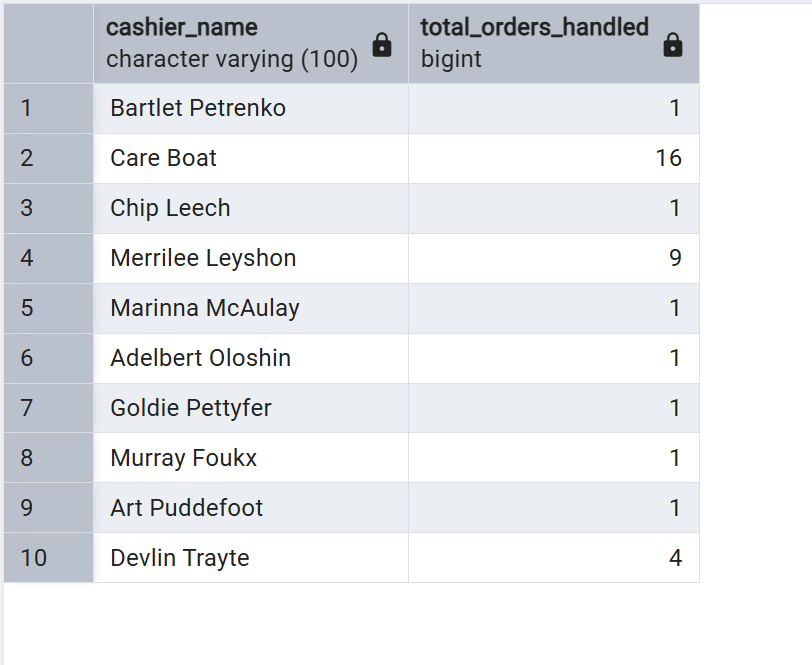 cashier_name total_orders_handled
character varying (100) bigint
1 Bartlet Petrenko 1
2 Care Boat 16
3 Chip Leech 1
4 Merrilee Leyshon 9
5 Marinna McAulay 1
6 Adelbert Oloshin 1
7 Goldie Pettyfer 1
8 Murray Foukx 1
9 Art Puddefoot 1
10 Devlin Trayte 4